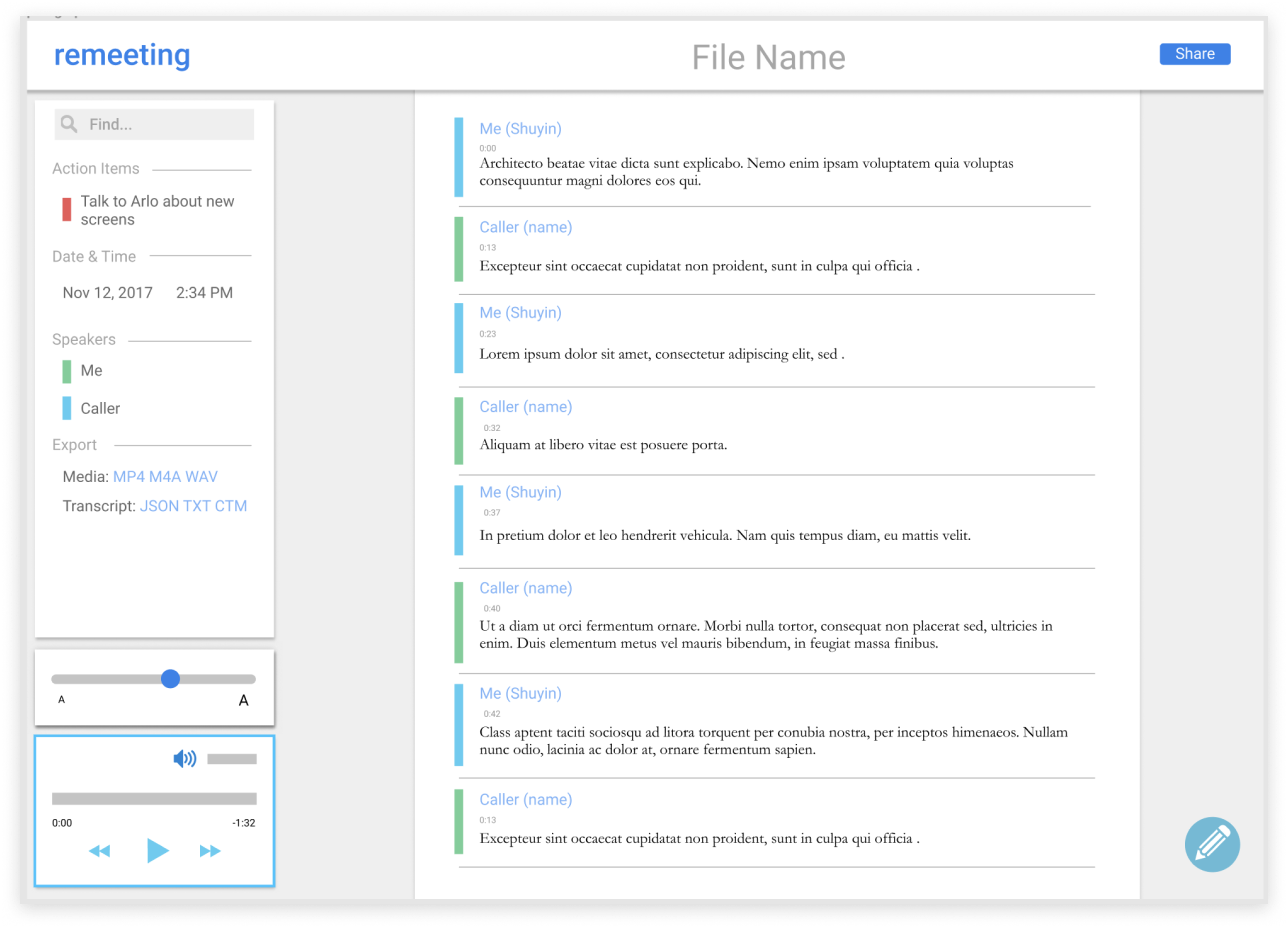 remeeting
File Name
Share
Find...
Action Items
Talk to Arlo about new
screens
Date & Time
Nov 12, 2017 2:34 PM
Speakers
Me
Caller
Export
Media: MP4 M4A WAV
Transcript: JSON TXT CTM
A A
0:00 -1:32
Me (Shuyin)
0:00
Architecto beatae vitae dicta sunt explicabo. Nemo enim ipsam voluptatem quia voluptas
consequuntur magni dolores eos qui.
Caller (name)
0:13
Excepteur sint occaecat cupidatat non proident, sunt in culpa qui officia .
Me (Shuyin)
0:23
Lorem ipsum dolor sit amet, consectetur adipiscing elit, sed .
Caller (name)
0:32
Aliquam at libero vitae est posuere porta.
Me (Shuyin)
0:37
In pretium dolor et leo hendrerit vehicula. Nam quis tempus diam, eu mattis velit.
Caller (name)
0:40
Ut a diam ut orci fermentum ornare. Morbi nulla tortor, consequat non placerat sed, ultricies in
enim. Duis elementum metus vel mauris bibendum, in feugiat massa finibus.
Me (Shuyin)
0:42
Class aptent taciti sociosqu ad litora torquent per conubia nostra, per inceptos himenaeos. Nullam
nunc odio, lacinia ac dolor at, ornare fermentum sapien.
Caller (name)
0:13
Excepteur sint occaecat cupidatat non proident, sunt in culpa qui officia .